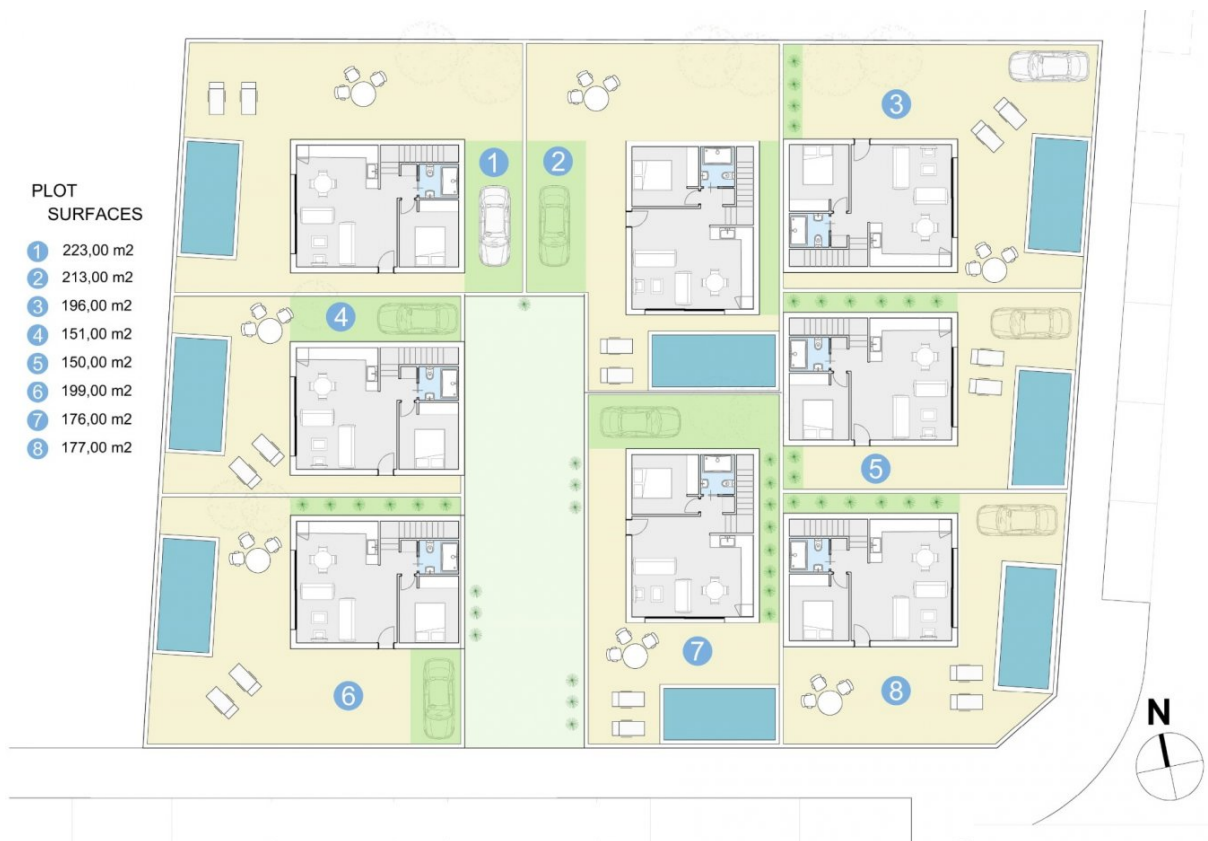 PLOT
SURFACES
1 223,00 m2
2 213,00 m2
3 196,00 m2
4 151,00 m2
5 150,00 m2
6 199,00 m2
7 176,00 m2
8 177,00 m2
1
2
3
4
5
6
7
8
N